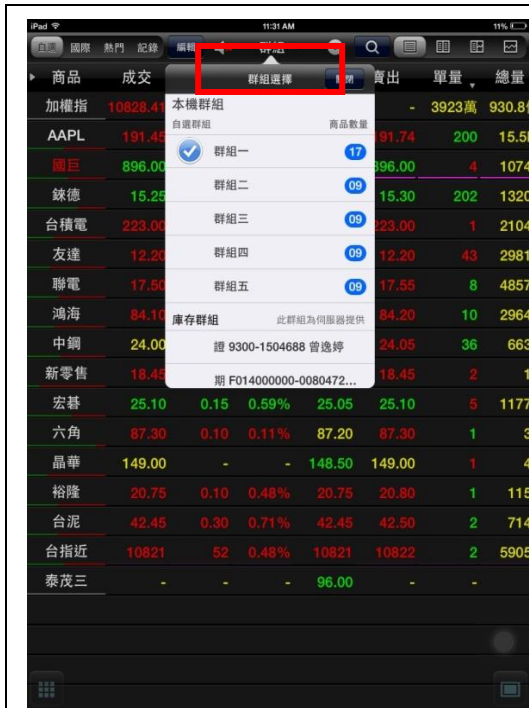 iPad 11:31 AM 11%
自選 國際 熱門 記錄 編輯 群組
群組選擇 關閉
商品 成交 賣出 單量 總量
本機群組
自選群組 商品數量
群組一 17
群組二 09
群組三 09
群組四 09
群組五 09
庫存群組 此群組為伺服器提供
證 9300-1504688 曾逸婷
期 F014000000-0080472...
加權指 10828.41 - 3923萬 930.8
AAPL 191.45 191.74 200 15.5
國巨 896.00 896.00 4 1074
錸德 15.25 15.30 202 1320
台積電 223.00 223.00 1 2104
友達 12.20 12.20 43 2981
聯電 17.50 17.55 8 4857
鴻海 84.10 84.20 10 2964
中鋼 24.00 24.05 36 663
新零售 18.45 18.45 2 1
宏碁 25.10 0.15 0.59% 25.05 25.10 5 1177
六角 87.30 0.10 0.11% 87.20 87.30 1 3
晶華 149.00 - - 148.50 149.00 1 4
裕隆 20.75 0.10 0.48% 20.75 20.80 1 115
台泥 42.45 0.30 0.71% 42.45 42.50 2 714
台指近 10821 52 0.48% 10821 10822 2 5905
泰茂三 - - - 96.00 - -